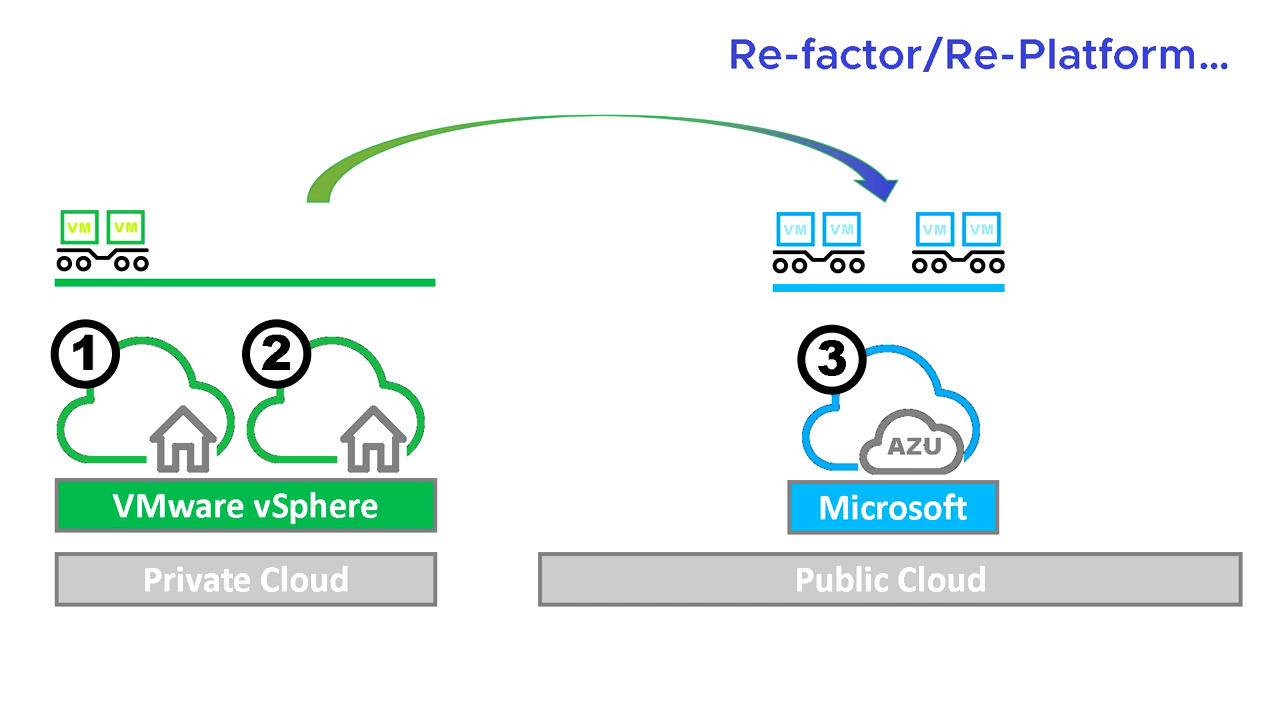 Re-factor/Re-Platform...
VM VM
VM VM VM VM
1 2 3
AZU
VMware vSphere
Microsoft
Private Cloud
Public Cloud